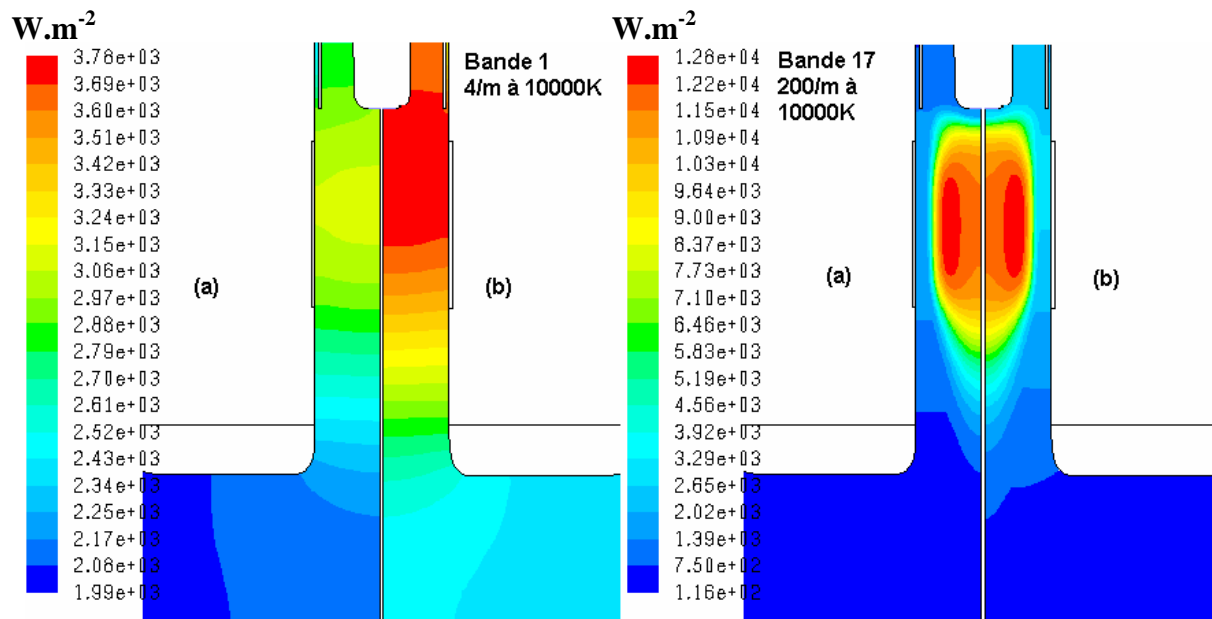 W.m-2
3.78e+03
3.69e+03
3.60e+03
3.51e+03
3.42e+03
3.33e+03
3.24e+03
3.15e+03
3.06e+03
2.97e+03
2.88e+03
2.79e+03
2.70e+03
2.61e+03
2.52e+03
2.43e+03
2.34e+03
2.25e+03
2.17e+03
2.08e+03
1.99e+03
Bande 1
4/m à 10000K
(a)
(b)
W.m-2
1.28e+04
1.22e+04
1.15e+04
1.09e+04
1.03e+04
9.64e+03
9.00e+03
8.37e+03
7.73e+03
7.10e+03
6.46e+03
5.83e+03
5.19e+03
4.56e+03
3.92e+03
3.29e+03
2.65e+03
2.02e+03
1.39e+03
7.50e+02
1.16e+02
Bande 17
200/m à
10000K
(a)
(b)